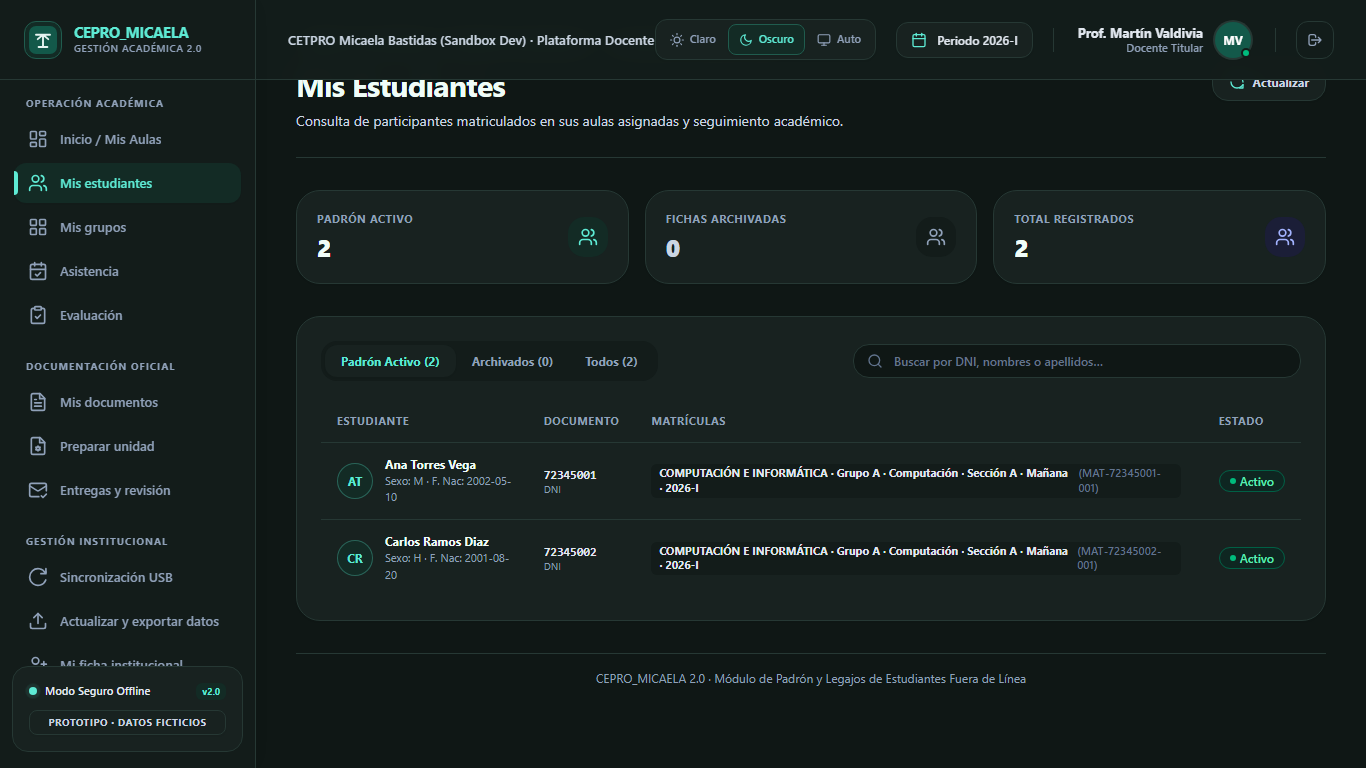 CEPRO_MICAELA
GESTIÓN ACADÉMICA 2.0
CETPRO Micaela Bastidas (Sandbox Dev) · Plataforma Docente
Claro
Oscuro
Auto
Periodo 2026-I
Prof. Martín Valdivia
Docente Titular
MV
OPERACIÓN ACADÉMICA
Inicio / Mis Aulas
Mis estudiantes
Mis grupos
Asistencia
Evaluación
DOCUMENTACIÓN OFICIAL
Mis documentos
Preparar unidad
Entregas y revisión
GESTIÓN INSTITUCIONAL
Sincronización USB
Actualizar y exportar datos
Mi ficha institucional
Modo Seguro Offline
v2.0
PROTOTIPO · DATOS FICTICIOS
Mis Estudiantes
Actualizar
Consulta de participantes matriculados en sus aulas asignadas y seguimiento académico.
PADRÓN ACTIVO
2
FICHAS ARCHIVADAS
0
TOTAL REGISTRADOS
2
Padrón Activo (2)
Archivados (0)
Todos (2)
Buscar por DNI, nombres o apellidos...
ESTUDIANTE
DOCUMENTO
MATRÍCULAS
ESTADO
AT
Ana Torres Vega
Sexo: M · F. Nac: 2002-05-
10
72345001
DNI
COMPUTACIÓN E INFORMÁTICA · Grupo A · Computación · Sección A · Mañana
· 2026-I
(MAT-72345001-
001)
Activo
CR
Carlos Ramos Diaz
Sexo: H · F. Nac: 2001-08-
20
72345002
DNI
COMPUTACIÓN E INFORMÁTICA · Grupo A · Computación · Sección A · Mañana
· 2026-I
(MAT-72345002-
001)
Activo
CEPRO_MICAELA 2.0 · Módulo de Padrón y Legajos de Estudiantes Fuera de Línea